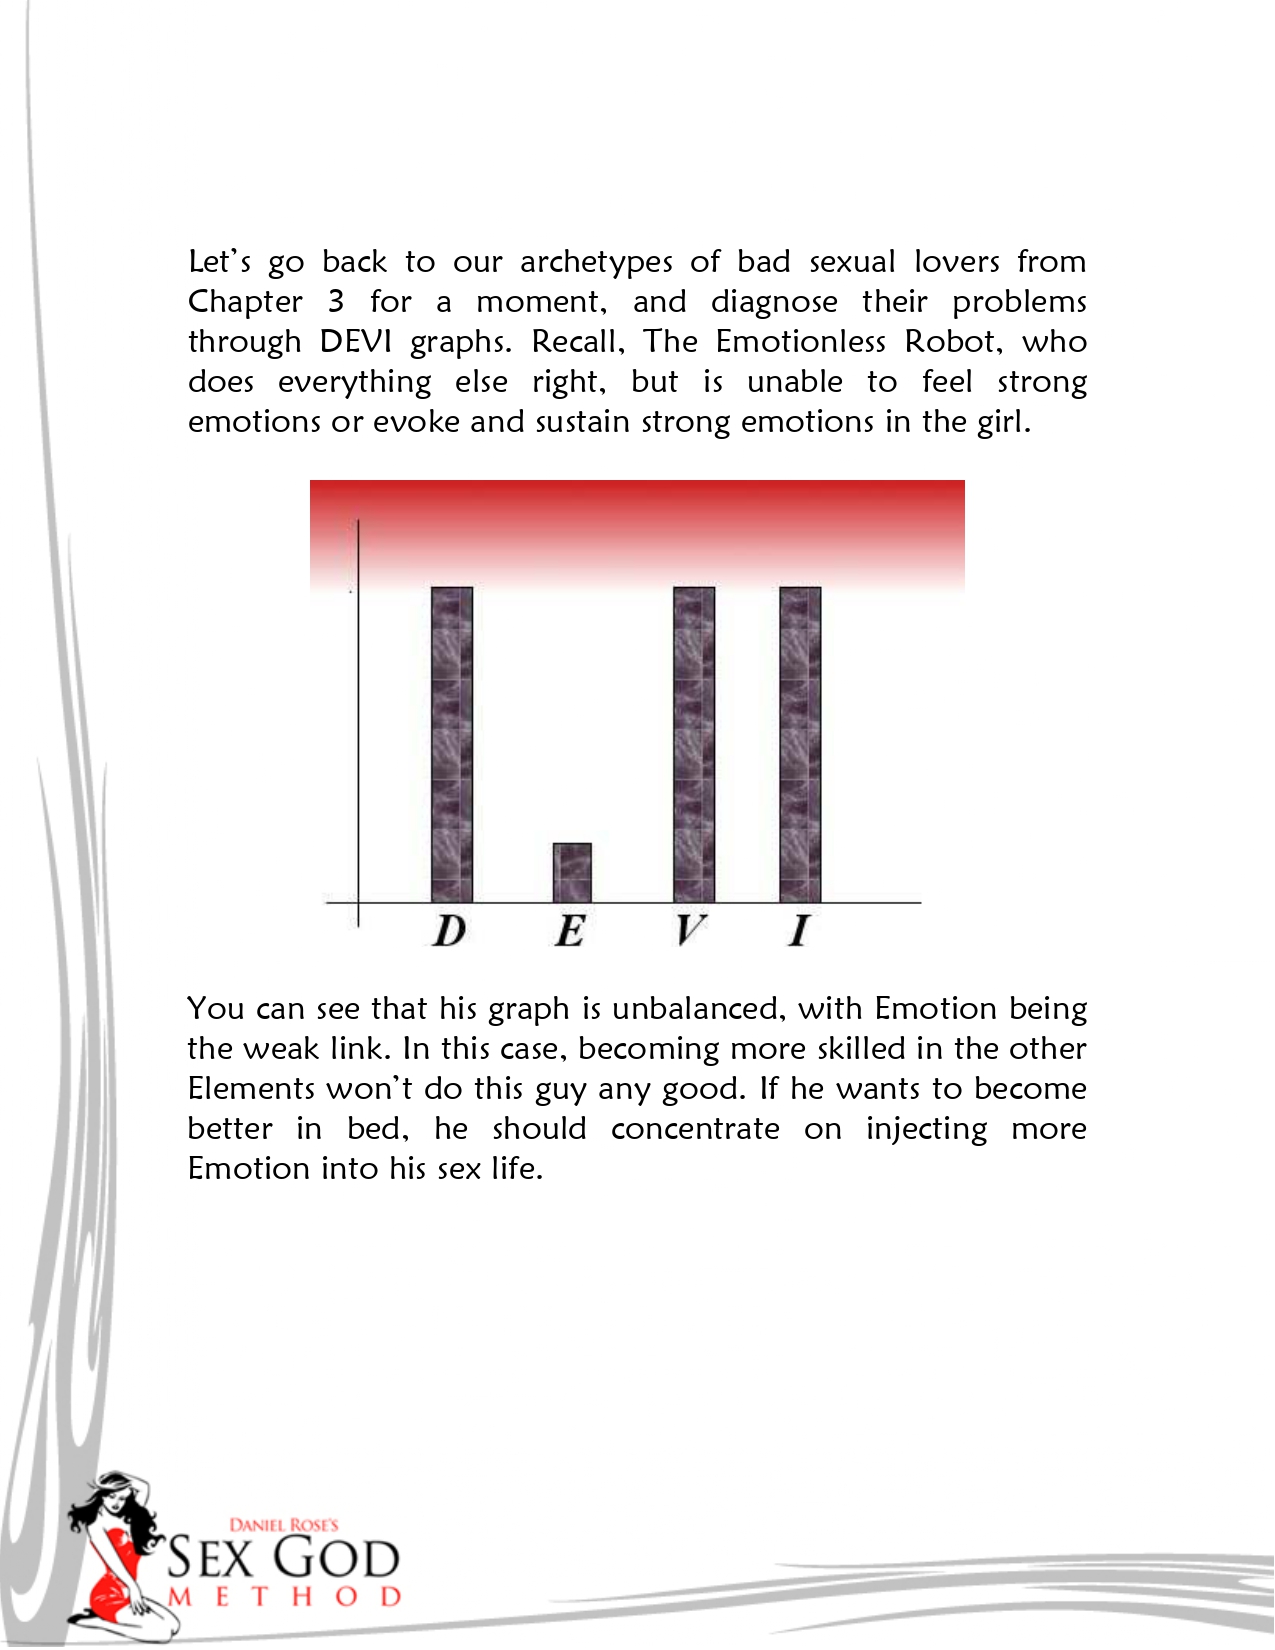 Let's go back to our archetypes of bad sexual lovers from
Chapter 3 for a moment, and diagnose their problems
through DEVI graphs. Recall, The Emotionless Robot, who
does everything else right, but is unable to feel strong
emotions or evoke and sustain strong emotions in the girl.
D E V I
You can see that his graph is unbalanced, with Emotion being
the weak link. In this case, becoming more skilled in the other
Elements won't do this guy any good. If he wants to become
better in bed, he should concentrate on injecting more
Emotion into his sex life.
DANIEL ROSE'S
SEX GOD
METHOD